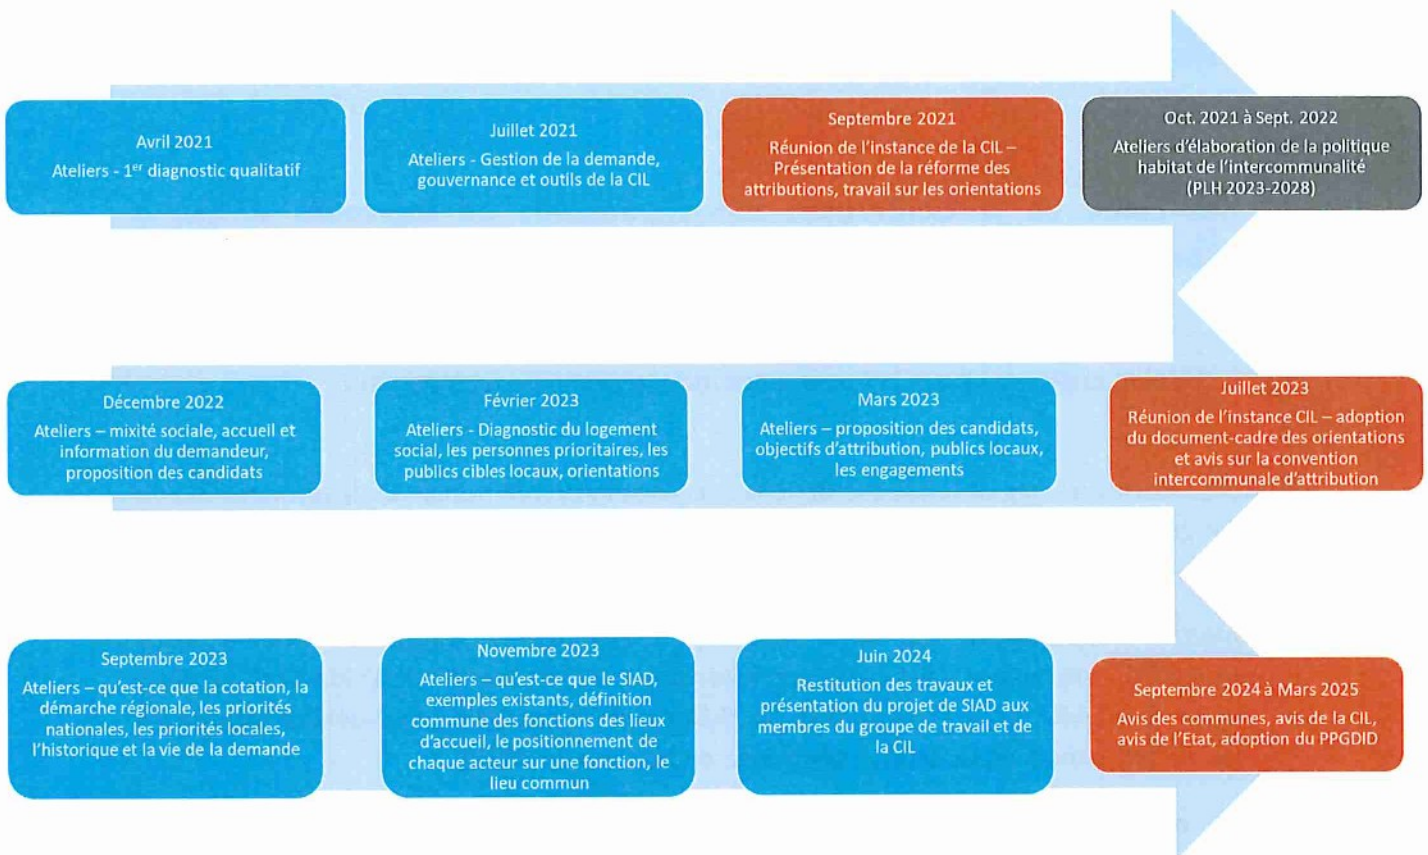 Avril 2021
Ateliers - 1er diagnostic qualitatif
Juillet 2021
Ateliers - Gestion de la demande,
gouvernance et outils de la CIL
Septembre 2021
Réunion de l'instance de la CIL –
Présentation de la réforme des
attributions, travail sur les orientations
Oct. 2021 à Sept. 2022
Ateliers d'élaboration de la politique
habitat de l'intercommunalité
(PLH 2023-2028)
Décembre 2022
Ateliers – mixité sociale, accueil et
information du demandeur,
proposition des candidats
Février 2023
Ateliers - Diagnostic du logement
social, les personnes prioritaires, les
publics cibles locaux, orientations
Mars 2023
Ateliers – proposition des candidats,
objectifs d'attribution, publics locaux,
les engagements
Juillet 2023
Réunion de l'instance CIL – adoption
du document-cadre des orientations
et avis sur la convention
intercommunale d'attribution
Septembre 2023
Ateliers – qu'est-ce que la cotation, la
démarche régionale, les priorités
nationales, les priorités locales,
l'historique et la vie de la demande
Novembre 2023
Ateliers – qu'est-ce que le SIAD,
exemples existants, définition
commune des fonctions des lieux
d'accueil, le positionnement de
chaque acteur sur une fonction, le
lieu commun
Juin 2024
Restitution des travaux et
présentation du projet de SIAD aux
membres du groupe de travail et de
la CIL
Septembre 2024 à Mars 2025
Avis des communes, avis de la CIL,
avis de l'Etat, adoption du PPGDID